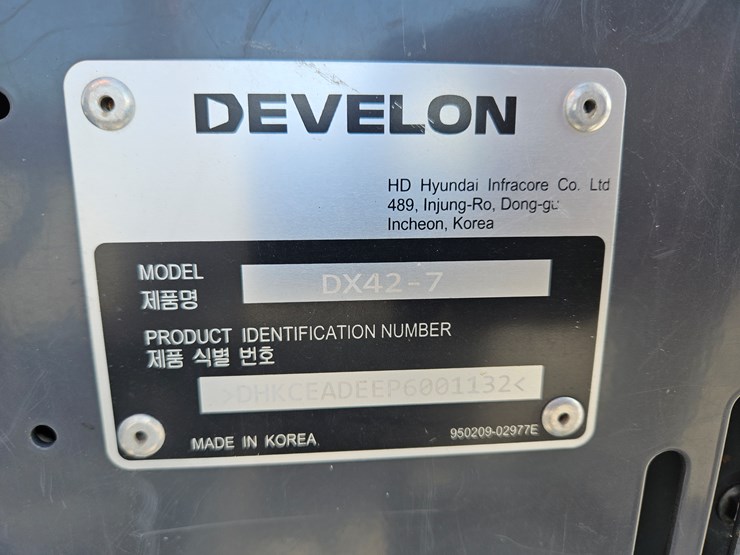 DEVELON
HD Hyundai Infracore Co. Ltd
489, Injung-Ro, Dong-gu
Incheon, Korea
MODEL
제품명
DX42-7
PRODUCT IDENTIFICATION NUMBER
제품 식별 번호
>DHKCEADEEP6001132<
MADE IN KOREA
950209-02977E